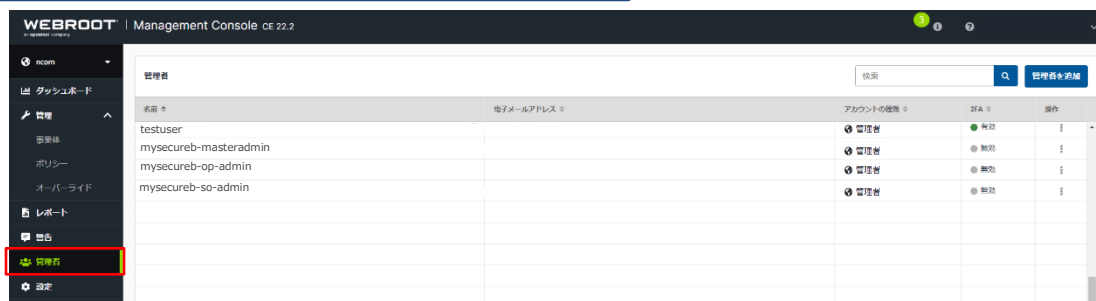 WEBROOT | Management Console CE 22.2
an opentext company
3
ncom
ダッシュボード
管理
事業体
ポリシー
オーバーライド
レポート
警告
管理者
設定
管理者
検索
管理者を追加
名前 電子メールアドレス アカウントの種類 2FA 操作
testuser 管理者 有効
mysecureb-masteradmin 管理者 無効
mysecureb-op-admin 管理者 無効
mysecureb-so-admin 管理者 無効